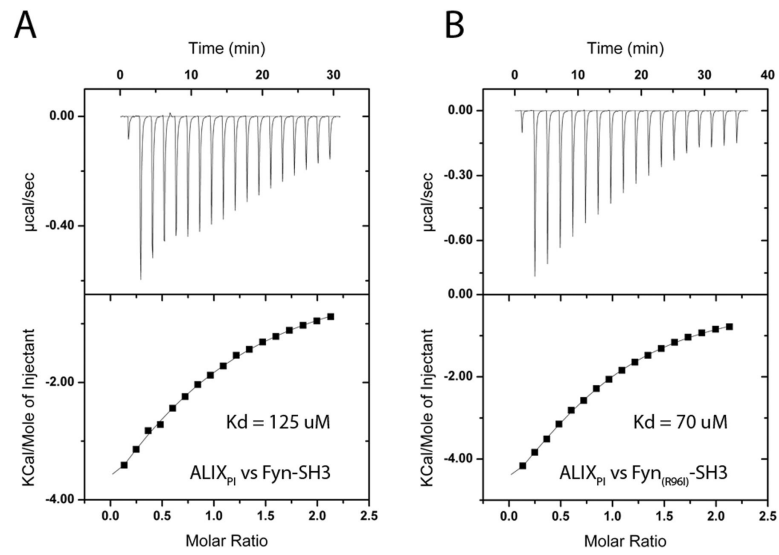 A
Time (min)
0 10 20 30
0.00
-0.40
µcal/sec
-2.00
-4.00
KCal/Mole of Injectant
Kd = 125 uM
ALIXPI vs Fyn-SH3
0.0 0.5 1.0 1.5 2.0 2.5
Molar Ratio
B
Time (min)
0 10 20 30 40
0.00
-0.30
-0.60
µcal/sec
0.00
-2.00
-4.00
KCal/Mole of Injectant
Kd = 70 uM
ALIXPI vs Fyn(R96I)-SH3
0.0 0.5 1.0 1.5 2.0 2.5
Molar Ratio